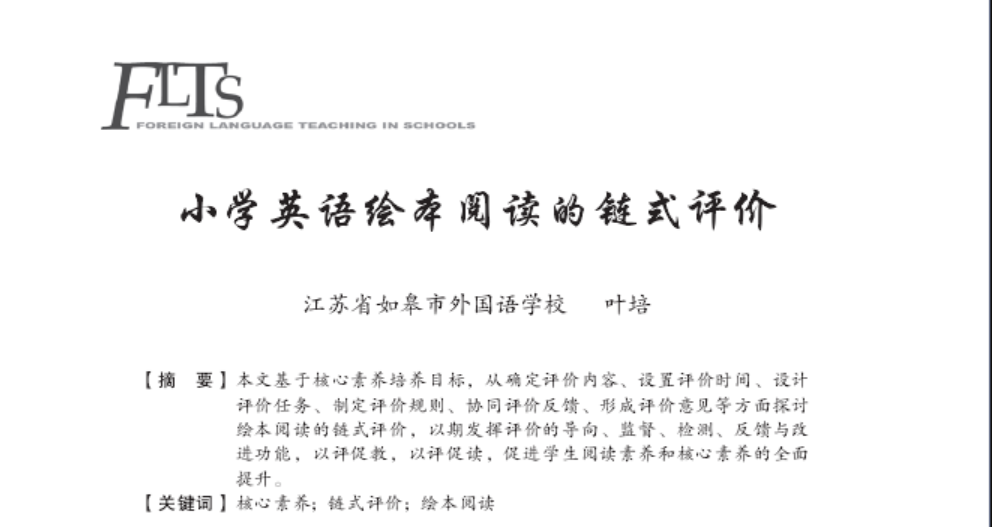 FLTS
FOREIGN LANGUAGE TEACHING IN SCHOOLS
小学英语绘本阅读的链式评价
江苏省如皋市外国语学校 叶培
【摘 要】本文基于核心素养培养目标，从确定评价内容、设置评价时间、设计
评价任务、制定评价规则、协同评价反馈、形成评价意见等方面探讨
绘本阅读的链式评价，以期发挥评价的导向、监督、检测、反馈与改
进功能，以评促教，以评促读，促进学生阅读素养和核心素养的全面
提升。
【关键词】核心素养；链式评价；绘本阅读